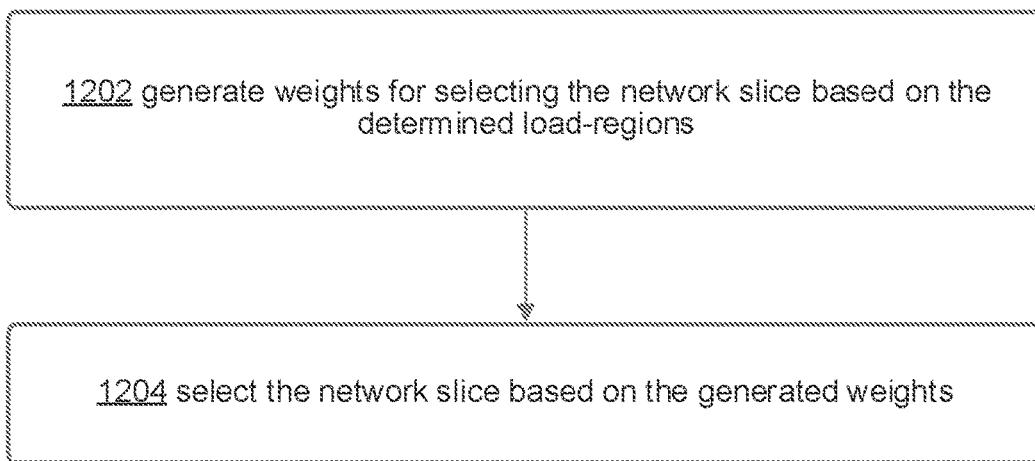 1202 generate weights for selecting the network slice based on the
determined load-regions
1204 select the network slice based on the generated weights